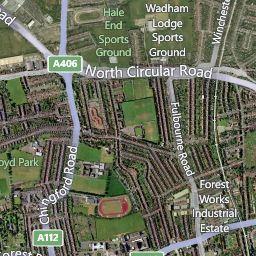 Hale
End
Sports
Ground
Wadham
Lodge
Sports
Ground
Road
A406
North Circular Road
Fulbourne Road
Chingford Road
Forest
Works
Industrial
Estate
A112